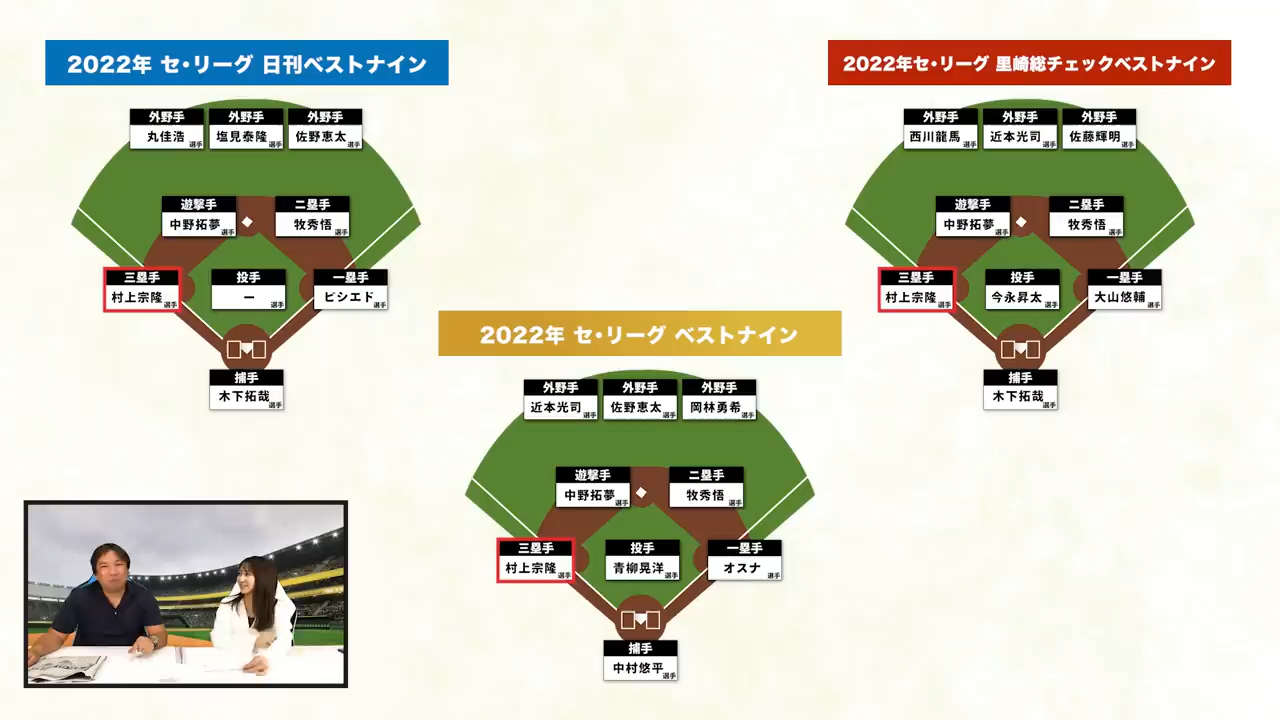 2022年 セ・リーグ 日刊ベストナイン
外野手
丸佳浩 選手
外野手
塩見泰隆 選手
外野手
佐野恵太 選手
遊撃手
中野拓夢 選手
二塁手
牧秀悟 選手
三塁手
村上宗隆 選手
投手
ー 選手
一塁手
ビシエド 選手
捕手
木下拓哉 選手
2022年セ・リーグ 里崎総チェックベストナイン
外野手
西川龍馬 選手
外野手
近本光司 選手
外野手
佐藤輝明 選手
遊撃手
中野拓夢 選手
二塁手
牧秀悟 選手
三塁手
村上宗隆 選手
投手
今永昇太 選手
一塁手
大山悠輔 選手
捕手
木下拓哉 選手
2022年 セ・リーグ ベストナイン
外野手
近本光司 選手
外野手
佐野恵太 選手
外野手
岡林勇希 選手
遊撃手
中野拓夢 選手
二塁手
牧秀悟 選手
三塁手
村上宗隆 選手
投手
青柳晃洋 選手
一塁手
オスナ 選手
捕手
中村悠平 選手